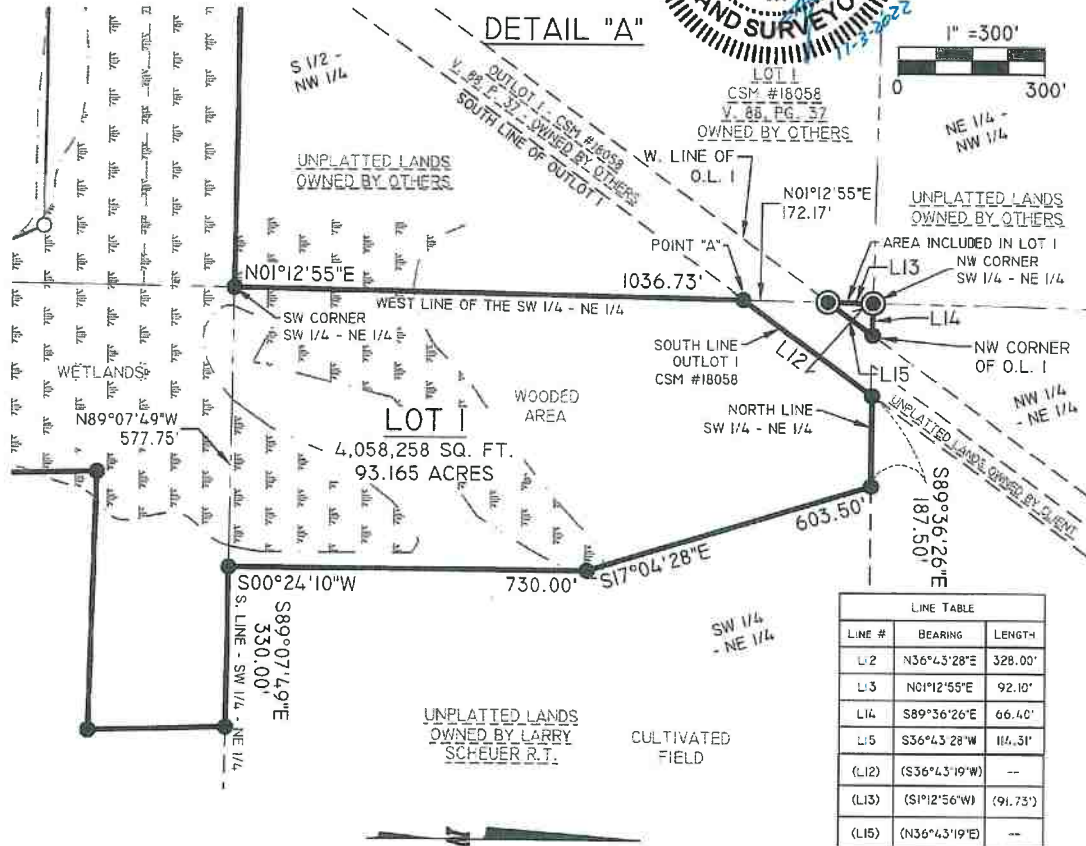 DETAIL "A"
AND SURVEYO
11-3-2022
1" =300'
0 300'
S 1/2 -
NW 1/4
OUTLOT 1 - CSM #18058
V. 88, P. 37 - OWNED BY OTHERS
SOUTH LINE OF OUTLOT 1
LOT 1
CSM #18058
V. 88, PG. 37
OWNED BY OTHERS
NE 1/4 -
NW 1/4
UNPLATTED LANDS
OWNED BY OTHERS
W. LINE OF
O.L. 1
N01°12'55"E
172.17'
UNPLATTED LANDS
OWNED BY OTHERS
AREA INCLUDED IN LOT 1
L13
NW CORNER
SW 1/4 - NE 1/4
POINT "A"
N01°12'55"E
1036.73'
WEST LINE OF THE SW 1/4 - NE 1/4
SW CORNER
SW 1/4 - NE 1/4
L14
SOUTH LINE
OUTLOT 1
CSM #18058
L12
L15
NW CORNER
OF O.L. 1
WETLANDS
WOODED
AREA
NW 1/4
- NE 1/4
N89°07'49"W
577.75'
LOT 1
4,058,258 SQ. FT.
93.165 ACRES
NORTH LINE
SW 1/4 - NE 1/4
UNPLATTED LANDS OWNED BY CLIENT
S89°36'26"E
187.50'
603.50'
S17°04'28"E
S00°24'10"W
730.00'
S89°07'49"E
330.00'
S. LINE - SW 1/4 - NE 1/4
SW 1/4
- NE 1/4
UNPLATTED LANDS
OWNED BY LARRY
SCHEUER R.T.
CULTIVATED
FIELD
LINE TABLE
LINE # BEARING LENGTH
L12 N36°43'28"E 328.00'
L13 N01°12'55"E 92.10'
L14 S89°36'26"E 66.40'
L15 S36°43'28"W 114.31'
(L12) (S36°43'19"W) --
(L13) (S1°12'56"W) (91.73')
(L15) (N36°43'19"E) --
N